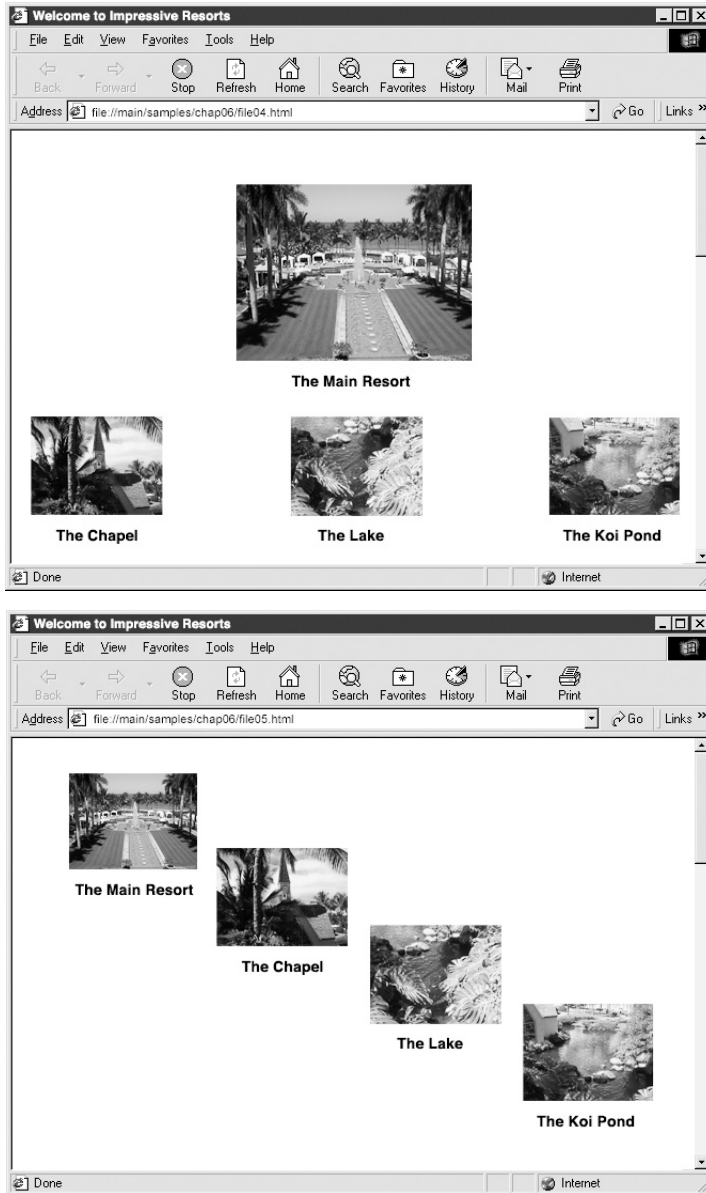 Welcome to Impressive Resorts
File Edit View Favorites Tools Help
Back Forward Stop Refresh Home Search Favorites History Mail Print
Address file://main/samples/chap06/file04.html Go Links »
The Main Resort
The Chapel The Lake The Koi Pond
Done Internet
Welcome to Impressive Resorts
File Edit View Favorites Tools Help
Back Forward Stop Refresh Home Search Favorites History Mail Print
Address file://main/samples/chap06/file05.html Go Links »
The Main Resort
The Chapel
The Lake
The Koi Pond
Done Internet